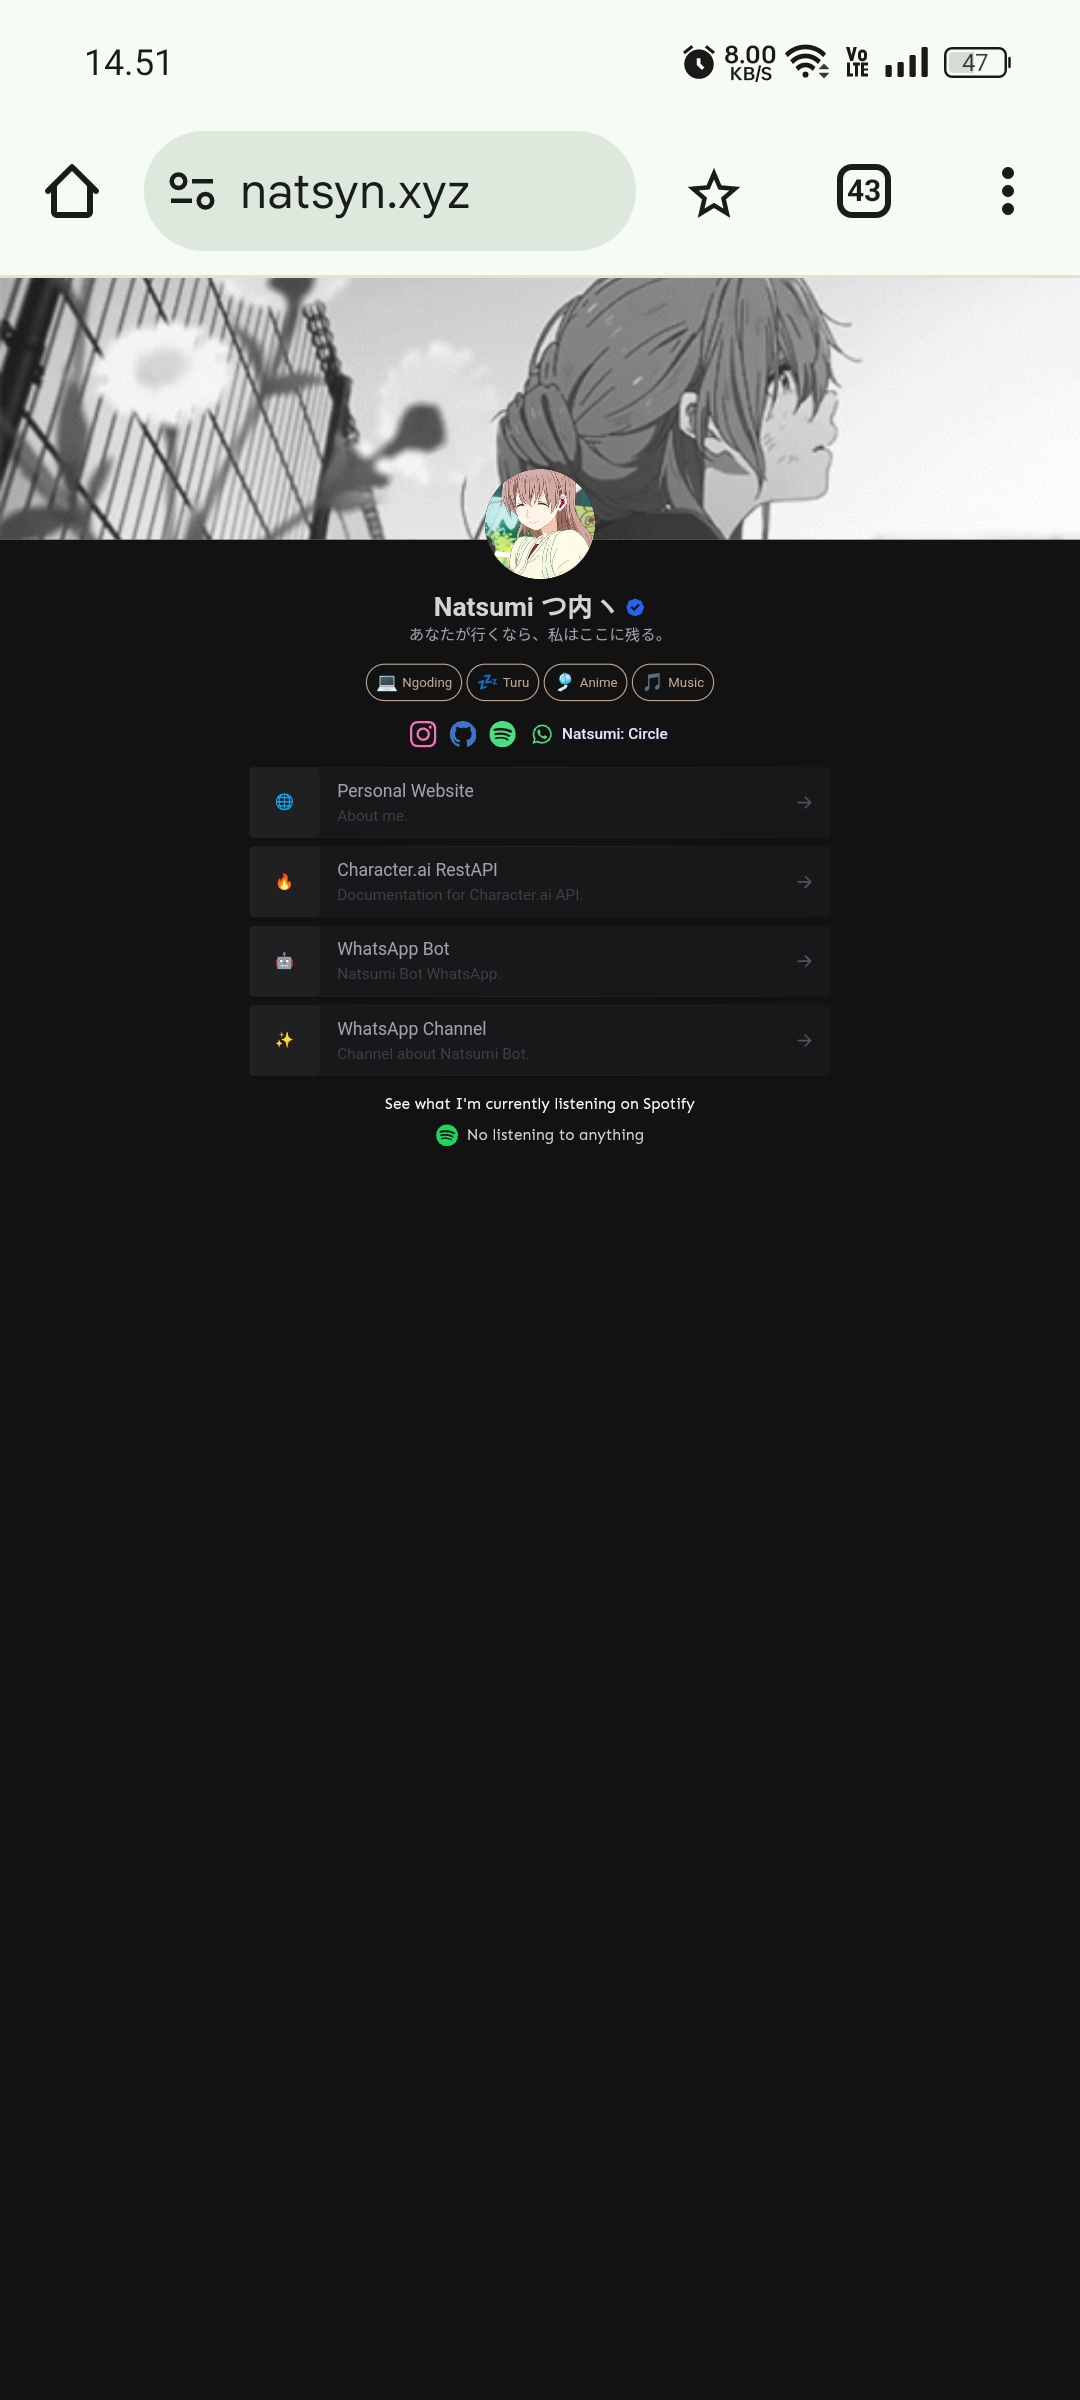 14.51
8.00
KB/S
Vo
LTE
47
natsyn.xyz
43
Natsumi つ内ヽ
あなたが行くなら、私はここに残る。
💻 Ngoding 💤 Turu 🎐 Anime 🎵 Music
Natsumi: Circle
🌐 Personal Website
About me.
🔥 Character.ai RestAPI
Documentation for Character.ai API.
🤖 WhatsApp Bot
Natsumi Bot WhatsApp.
✨ WhatsApp Channel
Channel about Natsumi Bot.
See what I'm currently listening on Spotify
No listening to anything